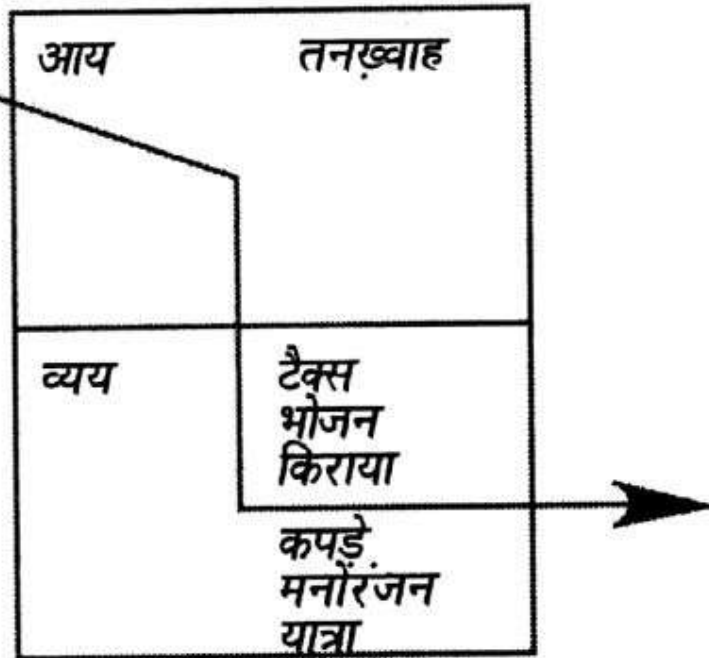 आय तनख़्वाह
व्यय टैक्स
भोजन
किराया
कपड़े
मनोरंजन
यात्रा